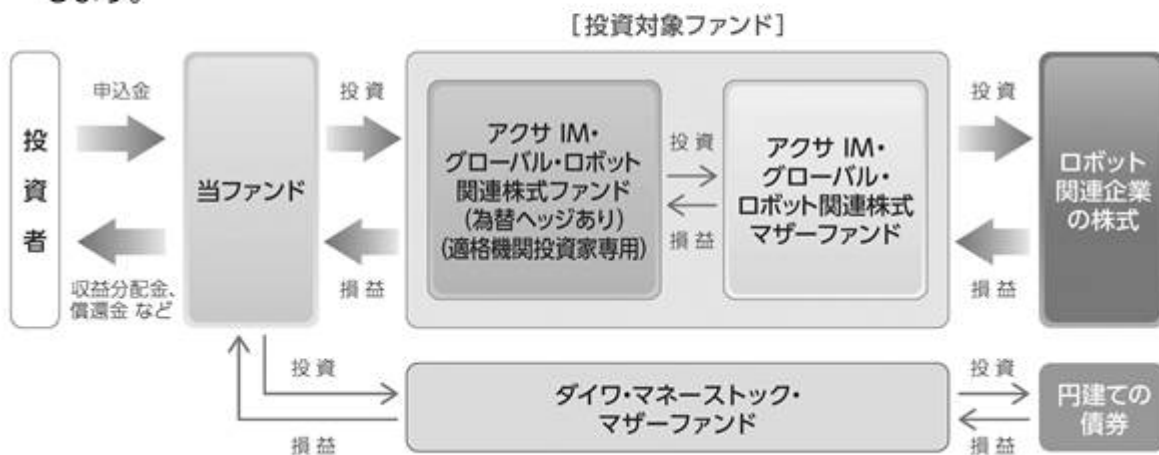 します。
[投資対象ファンド]
投資者
申込金
収益分配金、
償還金 など
当ファンド
投資
損益
アクサ IM・
グローバル・ロボット
関連株式ファンド
(為替ヘッジあり)
(適格機関投資家専用)
投資
損益
アクサ IM・
グローバル・
ロボット関連株式
マザーファンド
投資
損益
ロボット
関連企業
の株式
投資
損益
ダイワ・マネーストック・
マザーファンド
投資
損益
円建ての
債券